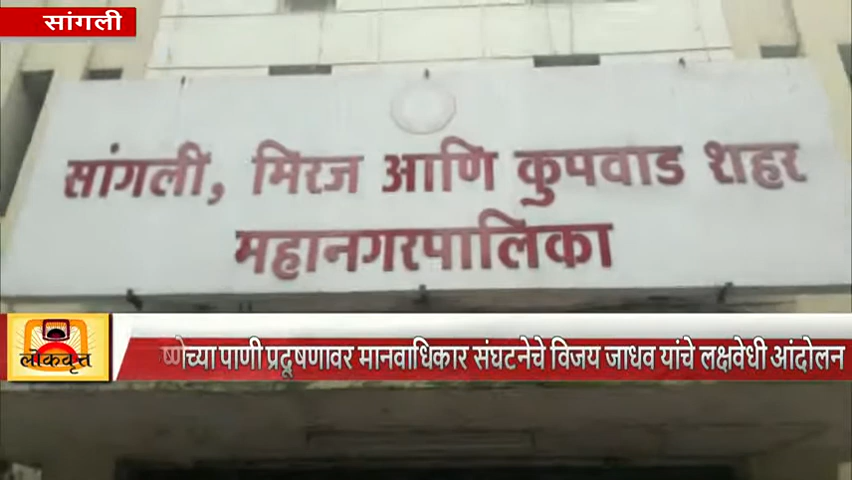 सांगली
सांगली, मिरज आणि कुपवाड शहर
महानगरपालिका
लोकवृत्त
पाणी प्रदूषणावर मानवाधिकार संघटनेचे विजय जाधव यांचे लक्षवेधी आंदोलन